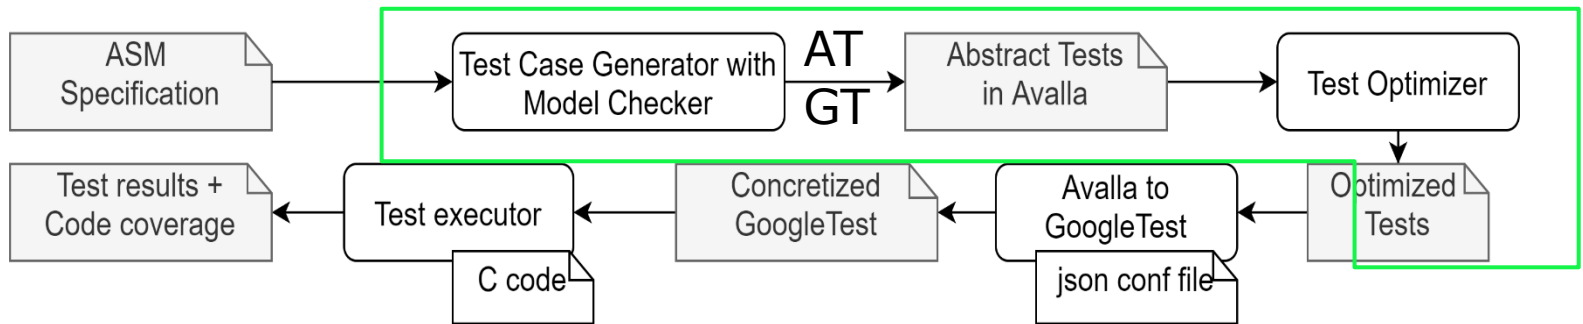 ASM
Specification
Test Case Generator with
Model Checker
AT
GT
Abstract Tests
in Avalla
Test Optimizer
Test results +
Code coverage
Test executor
C code
Concretized
GoogleTest
Avalla to
GoogleTest
json conf file
Optimized
Tests